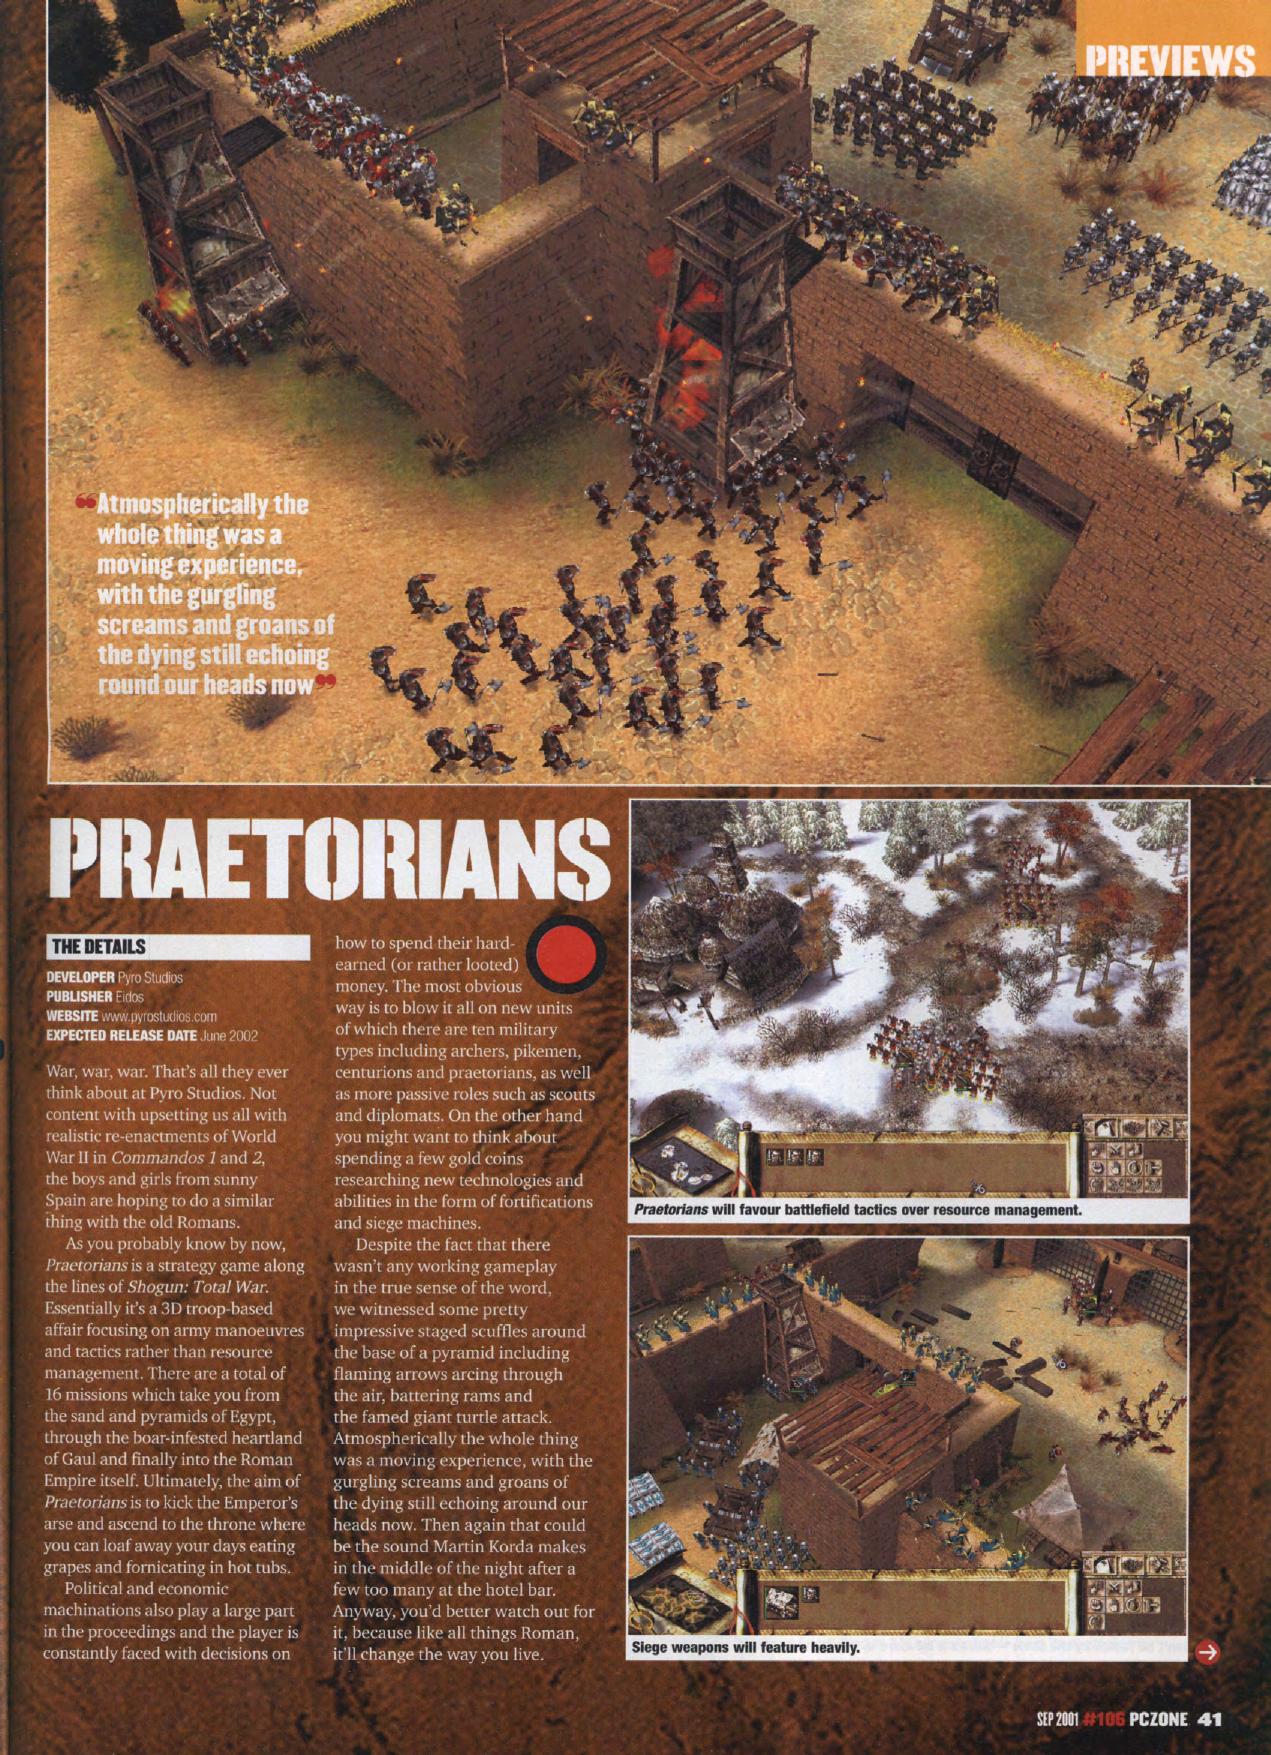 PREVIEWS
“Atmospherically the
whole thing was a
moving experience,
with the gurgling
screams and groans of
the dying still echoing
round our heads now”
PRAETORIANS
THE DETAILS
DEVELOPER Pyro Studios
PUBLISHER Eidos
WEBSITE www.pyrostudios.com
EXPECTED RELEASE DATE June 2002
War, war, war. That's all they ever
think about at Pyro Studios. Not
content with upsetting us all with
realistic re-enactments of World
War II in Commandos 1 and 2,
the boys and girls from sunny
Spain are hoping to do a similar
thing with the old Romans.
As you probably know by now,
Praetorians is a strategy game along
the lines of Shogun: Total War.
Essentially it's a 3D troop-based
affair focusing on army manoeuvres
and tactics rather than resource
management. There are a total of
16 missions which take you from
the sand and pyramids of Egypt,
through the boar-infested heartland
of Gaul and finally into the Roman
Empire itself. Ultimately, the aim of
Praetorians is to kick the Emperor's
arse and ascend to the throne where
you can loaf away your days eating
grapes and fornicating in hot tubs.
Political and economic
machinations also play a large part
in the proceedings and the player is
constantly faced with decisions on
how to spend their hard-
earned (or rather looted)
money. The most obvious
way is to blow it all on new units
of which there are ten military
types including archers, pikemen,
centurions and praetorians, as well
as more passive roles such as scouts
and diplomats. On the other hand
you might want to think about
spending a few gold coins
researching new technologies and
abilities in the form of fortifications
and siege machines.
Despite the fact that there
wasn't any working gameplay
in the true sense of the word,
we witnessed some pretty
impressive staged scuffles around
the base of a pyramid including
flaming arrows arcing through
the air, battering rams and
the famed giant turtle attack.
Atmospherically the whole thing
was a moving experience, with the
gurgling screams and groans of
the dying still echoing around our
heads now. Then again that could
be the sound Martin Korda makes
in the middle of the night after a
few too many at the hotel bar.
Anyway, you'd better watch out for
it, because like all things Roman,
it'll change the way you live.
Praetorians will favour battlefield tactics over resource management.
Siege weapons will feature heavily.
SEP 2001 #106 PCZONE 41